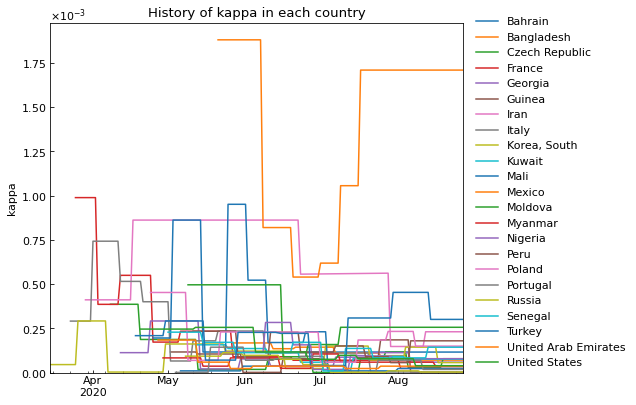 History of kappa in each country
×10⁻³
1.75
1.50
1.25
1.00
0.75
0.50
0.25
0.00
kappa
Apr
2020
May
Jun
Jul
Aug
Bahrain
Bangladesh
Czech Republic
France
Georgia
Guinea
Iran
Italy
Korea, South
Kuwait
Mali
Mexico
Moldova
Myanmar
Nigeria
Peru
Poland
Portugal
Russia
Senegal
Turkey
United Arab Emirates
United States